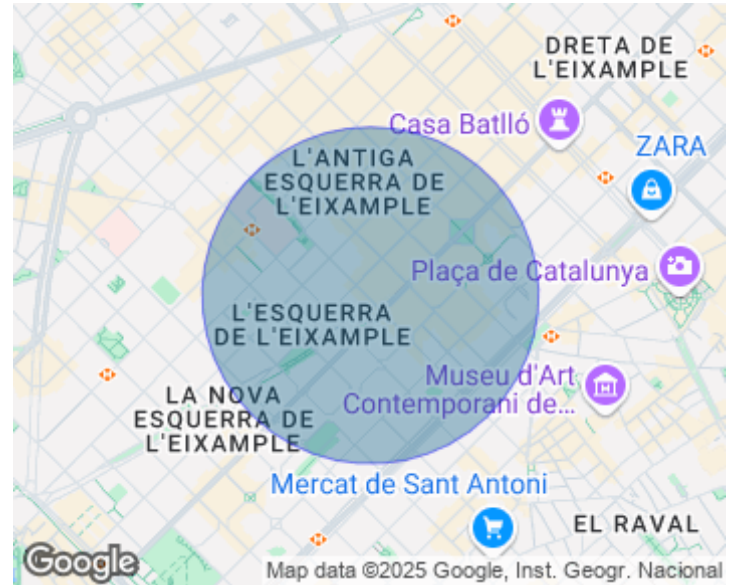 DRETA DE
L'EIXAMPLE
Casa Batlló
ZARA
L'ANTIGA
ESQUERRA DE
L'EIXAMPLE
Plaça de Catalunya
L'ESQUERRA
DE L'EIXAMPLE
Museu d'Art
Contemporani de...
LA NOVA
ESQUERRA DE
L'EIXAMPLE
Mercat de Sant Antoni
EL RAVAL
Google
Map data ©2025 Google, Inst. Geogr. Nacional